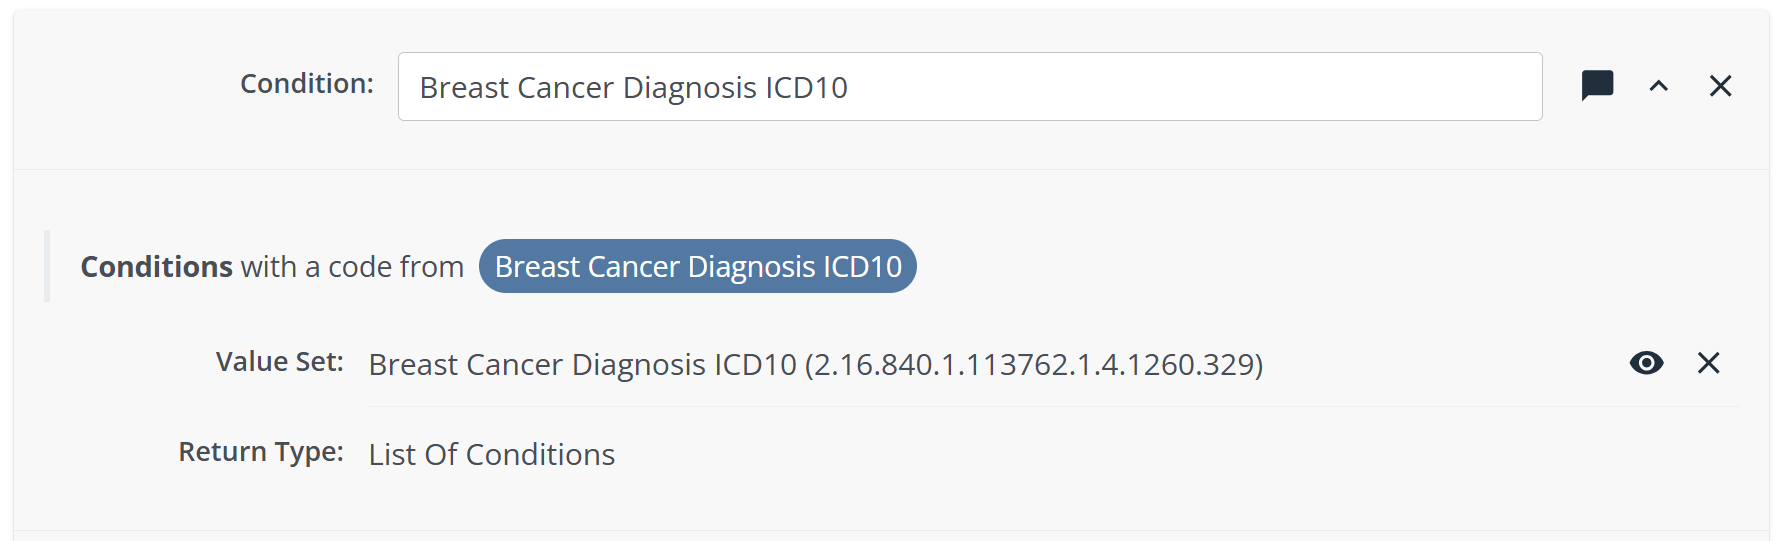 Condition: Breast Cancer Diagnosis ICD10
Conditions with a code from Breast Cancer Diagnosis ICD10
Value Set: Breast Cancer Diagnosis ICD10 (2.16.840.1.113762.1.4.1260.329)
Return Type: List Of Conditions